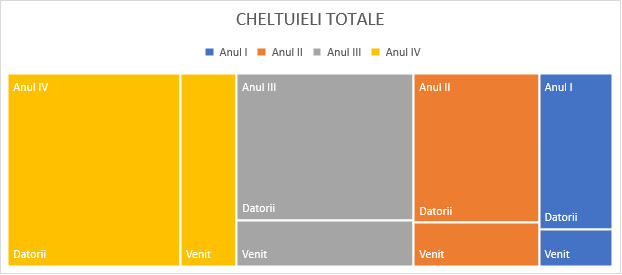 CHELTUIELI TOTALE
Anul I Anul II Anul III Anul IV
Anul IV
Datorii
Venit
Anul III
Datorii
Venit
Anul II
Datorii
Venit
Anul I
Datorii
Venit